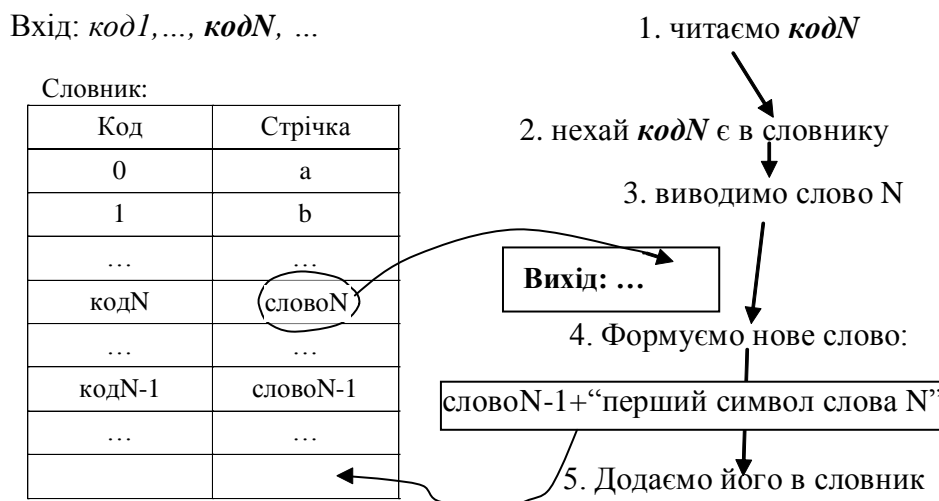 Вхід: код1,..., кодN, ...
Словник:
Код Стрічка
0 a
1 b
... ...
кодN словоN
... ...
кодN-1 словоN-1
... ...
1. читаємо кодN
2. нехай кодN є в словнику
3. виводимо слово N
Вихід: ...
4. Формуємо нове слово:
словоN-1+“перший символ слова N”
5. Додаємо його в словник